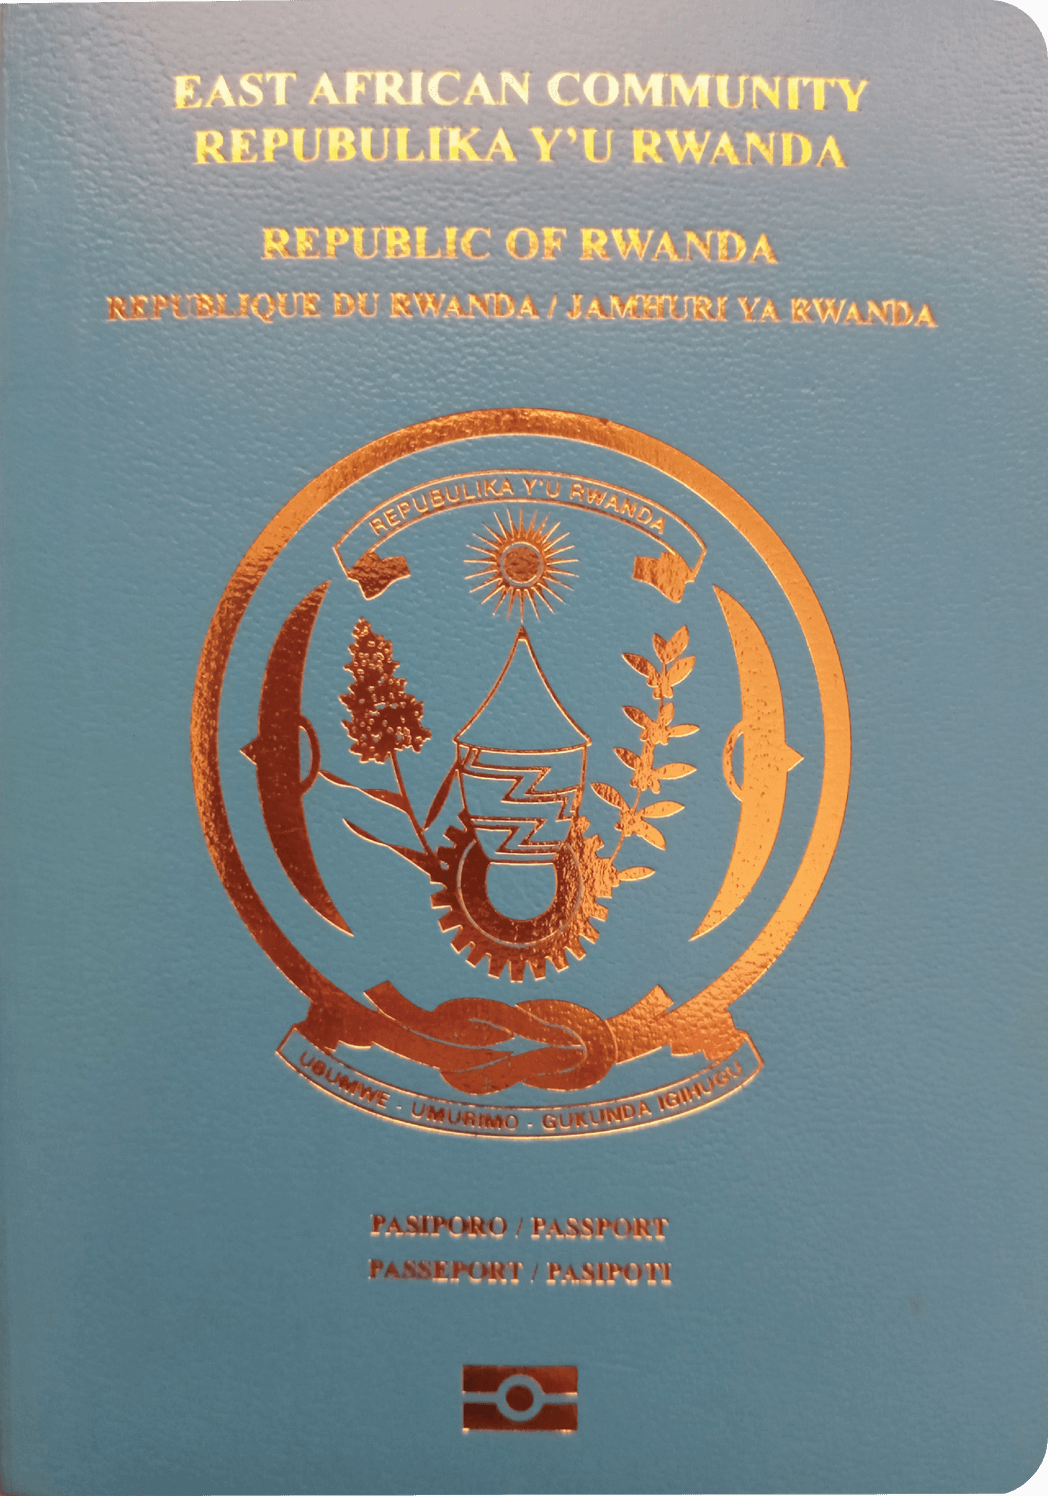 EAST AFRICAN COMMUNITY
REPUBULIKA Y'U RWANDA
REPUBLIC OF RWANDA
REPUBLIQUE DU RWANDA / JAMHURI YA RWANDA
REPUBULIKA Y'U RWANDA
UBUMWE - UMURIMO - GUKUNDA IGIHUGU
PASIPORO / PASSPORT
PASSEPORT / PASIPOTI